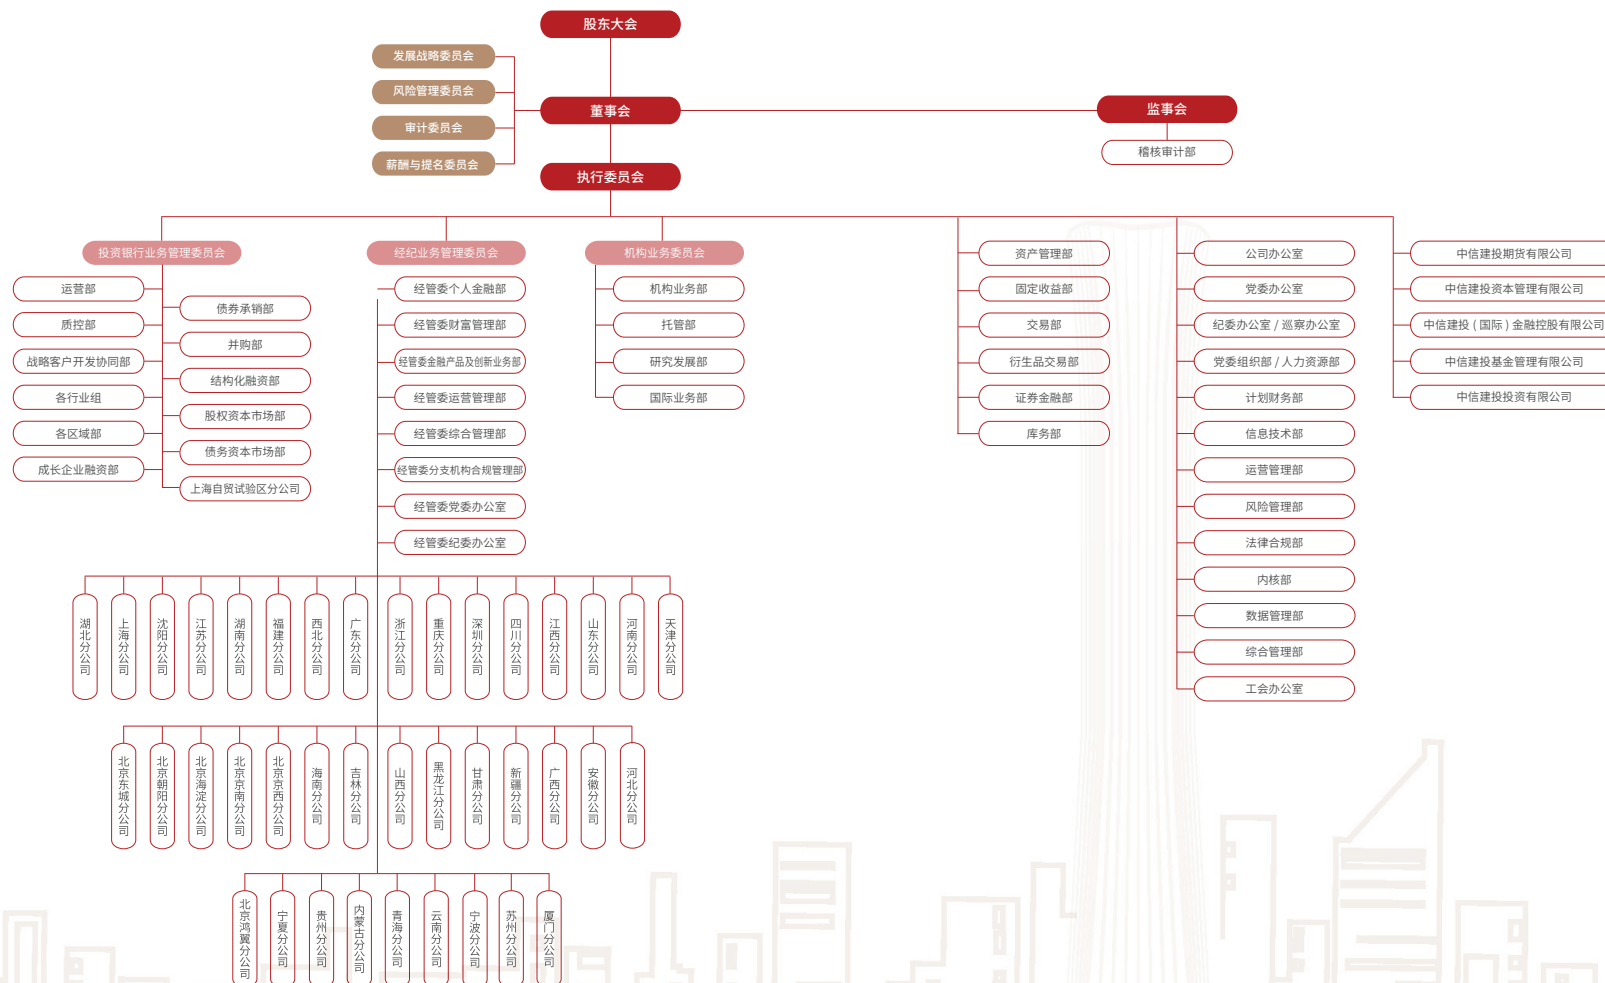 股东大会
发展战略委员会
风险管理委员会
审计委员会
薪酬与提名委员会
董事会
监事会
稽核审计部
执行委员会
投资银行业务管理委员会
运营部
质控部
战略客户开发协同部
各行业组
各区域部
成长企业融资部
债券承销部
并购部
结构化融资部
股权资本市场部
债务资本市场部
上海自贸试验区分公司
经纪业务管理委员会
经管委个人金融部
经管委财富管理部
经管委金融产品及创新业务部
经管委运营管理部
经管委综合管理部
经管委分支机构合规管理部
经管委党委办公室
经管委纪委办公室
机构业务委员会
机构业务部
托管部
研究发展部
国际业务部
资产管理部
固定收益部
交易部
衍生品交易部
证券金融部
库务部
公司办公室
党委办公室
纪委办公室 / 巡察办公室
党委组织部 / 人力资源部
计划财务部
信息技术部
运营管理部
风险管理部
法律合规部
内核部
数据管理部
综合管理部
工会办公室
中信建投期货有限公司
中信建投资本管理有限公司
中信建投 ( 国际 ) 金融控股有限公司
中信建投基金管理有限公司
中信建投投资有限公司
湖北分公司
上海分公司
沈阳分公司
江苏分公司
湖南分公司
福建分公司
西北分公司
广东分公司
浙江分公司
重庆分公司
深圳分公司
四川分公司
江西分公司
山东分公司
河南分公司
天津分公司
北京东城分公司
北京朝阳分公司
北京海淀分公司
北京京南分公司
北京京西分公司
海南分公司
吉林分公司
山西分公司
黑龙江分公司
甘肃分公司
新疆分公司
广西分公司
安徽分公司
河北分公司
北京鸿翼分公司
宁夏分公司
贵州分公司
内蒙古分公司
青海分公司
云南分公司
宁波分公司
苏州分公司
厦门分公司